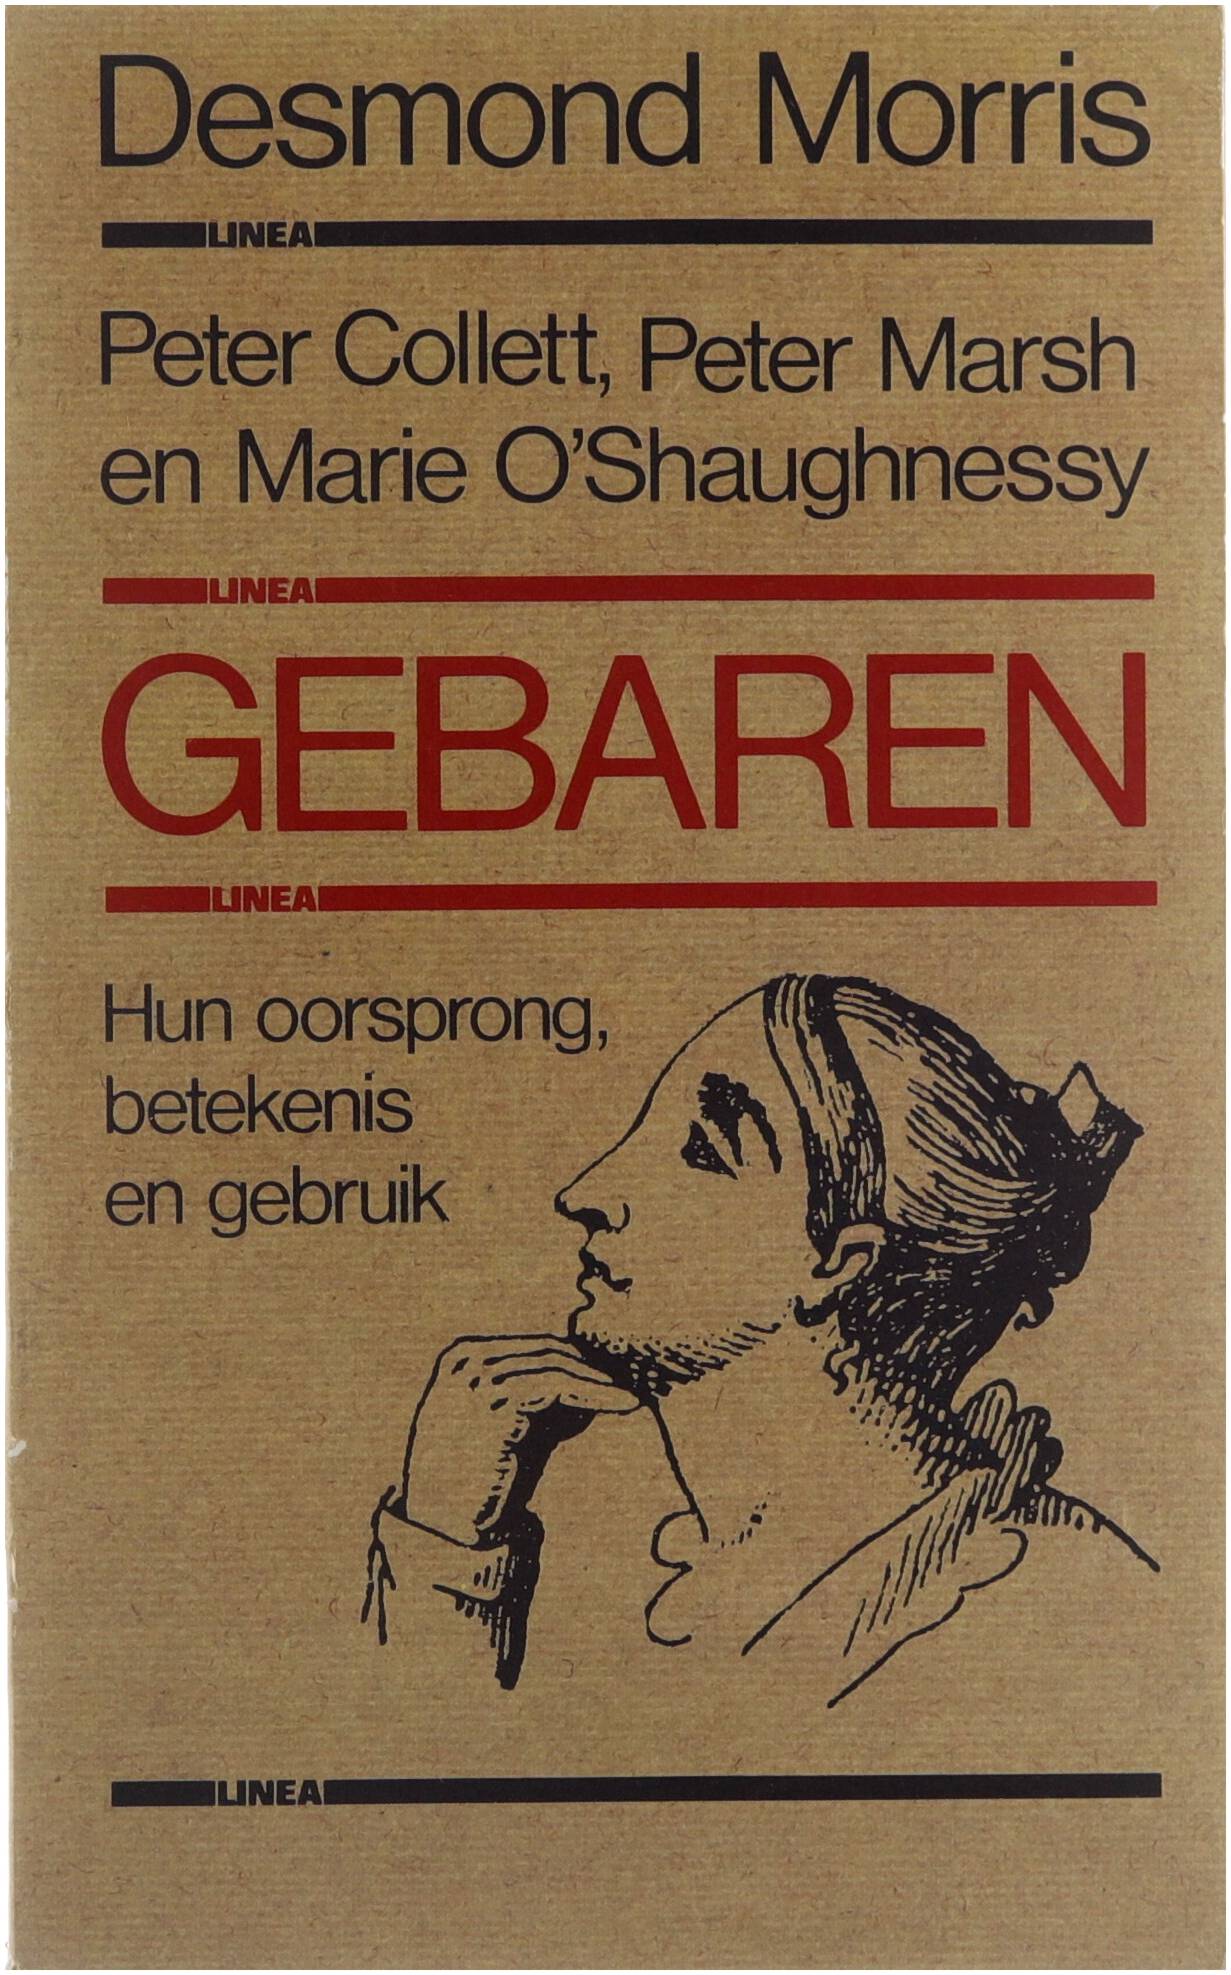 Desmond Morris
LINEA
Peter Collett, Peter Marsh
en Marie O'Shaughnessy
LINEA
GEBAREN
LINEA
Hun oorsprong,
betekenis
en gebruik
LINEA